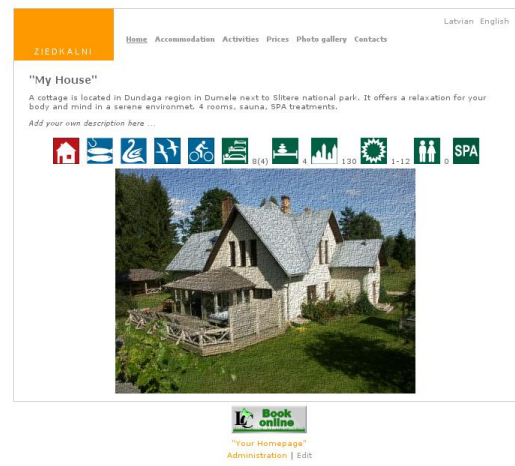 Latvian English
ZIEDKALNI
Home Accommodation Activities Prices Photo gallery Contacts
"My House"
A cottage is located in Dundaga region in Dumele next to Slitere national park. It offers a relaxation for your
body and mind in a serene environmet. 4 rooms, sauna, SPA treatments.
Add your own description here ...
8(4) 4 130 1-12 0 SPA
LC Book
online
"Your Homepage"
Administration | Edit